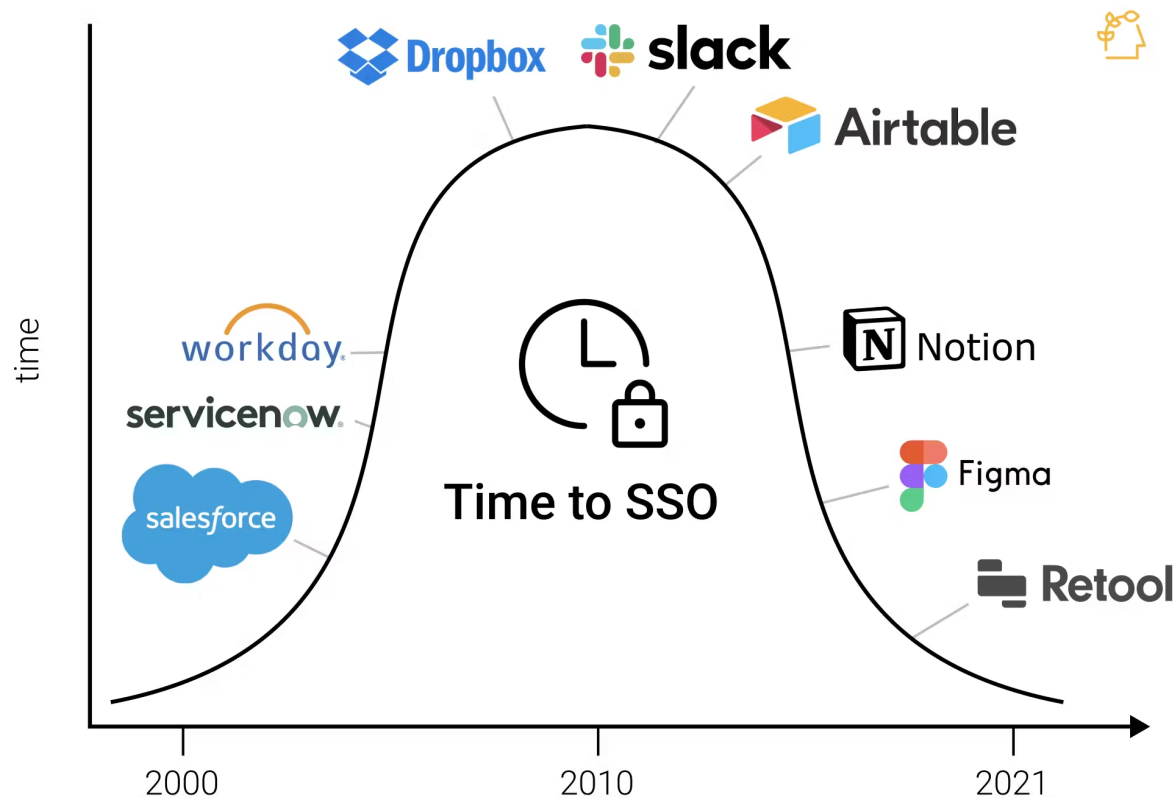 Dropbox
slack
Airtable
time
workday®
servicenow®
salesforce
N Notion
Figma
Retool
Time to SSO
2000
2010
2021